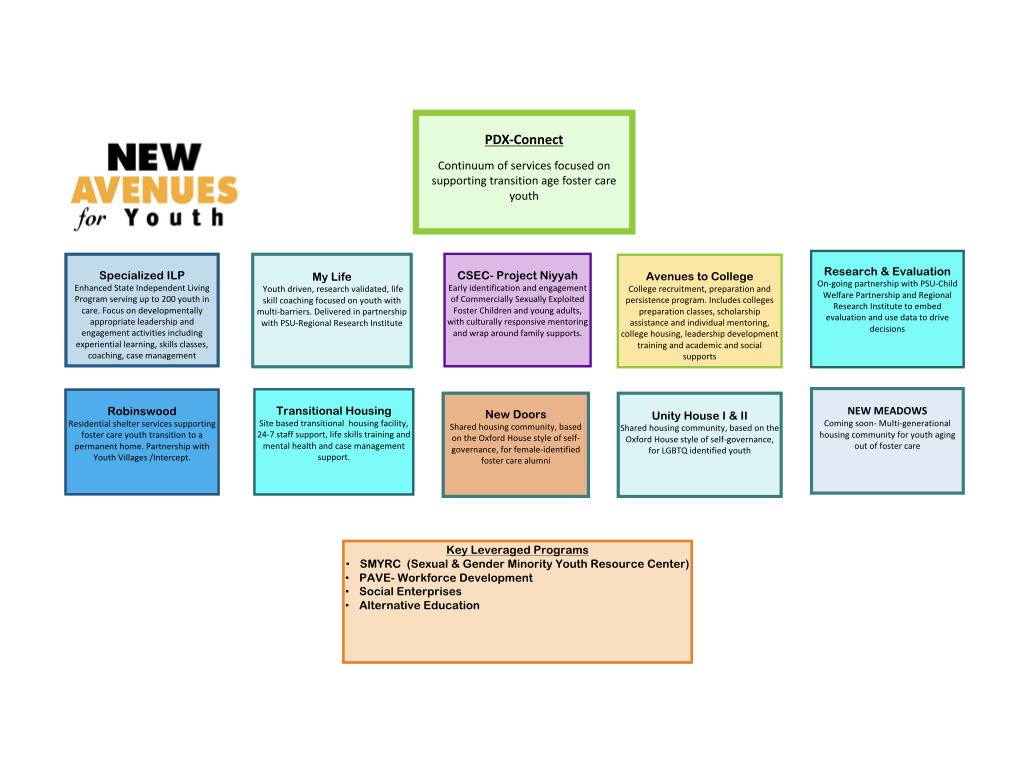 PDX-Connect
Continuum of services focused on
supporting transition age foster care
youth
NEW
AVENUES
for Youth
Specialized ILP
Enhanced State Independent Living
Program serving up to 200 youth in
care. Focus on developmentally
appropriate leadership and
engagement activities including
experiential learning, skills classes,
coaching, case management
My Life
Youth driven, research validated, life
skill coaching focused on youth with
multi-barriers. Delivered in partnership
with PSU-Regional Research Institute
CSEC- Project Niyyah
Early identification and engagement
of Commercially Sexually Exploited
Foster Children and young adults,
with culturally responsive mentoring
and wrap around family supports.
Avenues to College
College recruitment, preparation and
persistence program. Includes colleges
preparation classes, scholarship
assistance and individual mentoring,
college housing, leadership development
training and academic and social
supports
Research & Evaluation
On-going partnership with PSU-Child
Welfare Partnership and Regional
Research Institute to embed
evaluation and use data to drive
decisions
Robinswood
Residential shelter services supporting
foster care youth transition to a
permanent home. Partnership with
Youth Villages /Intercept.
Transitional Housing
Site based transitional housing facility,
24-7 staff support, life skills training and
mental health and case management
support.
New Doors
Shared housing community, based
on the Oxford House style of self-
governance, for female-identified
foster care alumni
Unity House I & II
Shared housing community, based on the
Oxford House style of self-governance,
for LGBTQ identified youth
NEW MEADOWS
Coming soon- Multi-generational
housing community for youth aging
out of foster care
Key Leveraged Programs
• SMYRC (Sexual & Gender Minority Youth Resource Center)
• PAVE- Workforce Development
• Social Enterprises
• Alternative Education